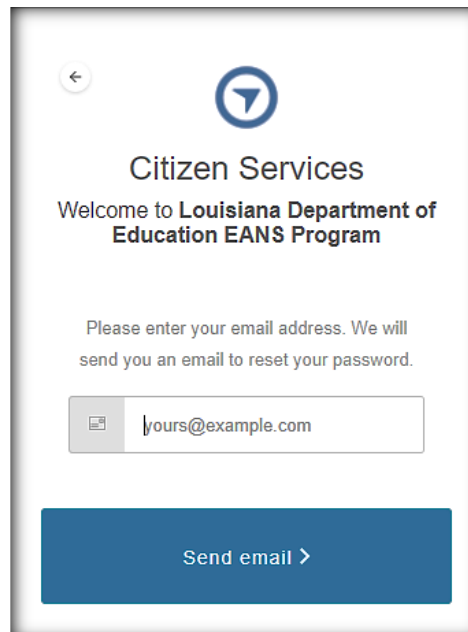 Citizen Services
Welcome to Louisiana Department of
Education EANS Program
Please enter your email address. We will
send you an email to reset your password.
yours@example.com
Send email >